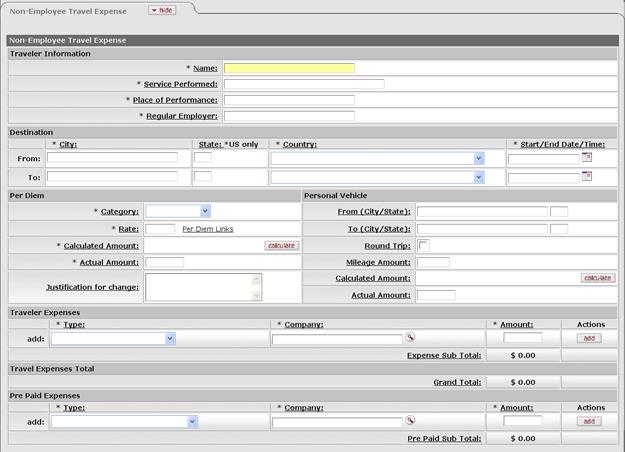 Non-Employee Travel Expense hide
Non-Employee Travel Expense
Traveler Information
* Name:
* Service Performed:
* Place of Performance:
* Regular Employer:
Destination
* City: State: *US only * Country: * Start/End Date/Time:
From:
To:
Per Diem Personal Vehicle
* Category: From (City/State):
* Rate: Per Diem Links To (City/State):
* Calculated Amount: calculate Round Trip:
* Actual Amount: Mileage Amount:
Justification for change: Calculated Amount: calculate
Actual Amount:
Traveler Expenses
* Type: * Company: * Amount: Actions
add: add
Expense Sub Total: $ 0.00
Travel Expenses Total
Grand Total: $ 0.00
Pre Paid Expenses
* Type: * Company: * Amount: Actions
add: add
Pre Paid Sub Total: $ 0.00